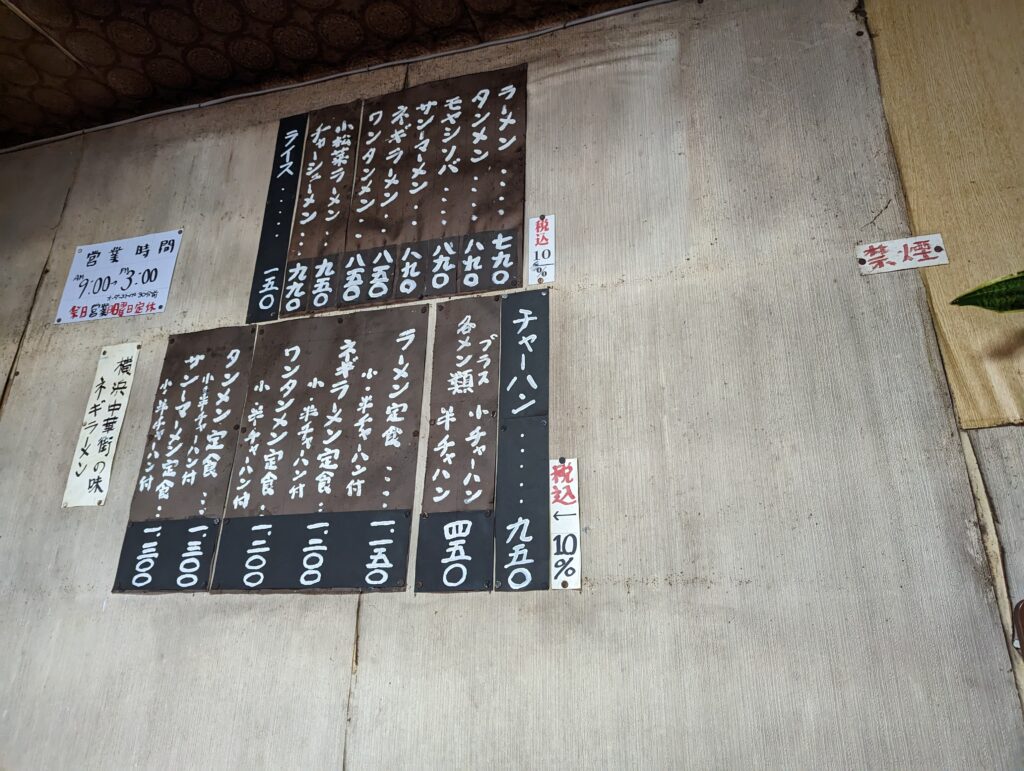 ラーメン....七九〇
タンメン....八九〇
モヤシソバ....八九〇
サンマーメン...八九〇
ネギラーメン...八五〇
ワンタンメン...八五〇
小松菜ラーメン...九五〇
チャーシューメン...九九〇
ライス....一五〇
税込
10%
禁煙
営業時間
AM 9:00→PM 3:00
祭日営業日曜日定休
チャーハン......九五〇
税込
←
10%
プラス 小チャーハン
各メン類 半チャハン 四五〇
ラーメン定食....一.一五〇
小・半チャーハン付
ネギラーメン定食..一.二〇〇
小・半チャーハン付
ワンタンメン定食..一.二〇〇
小・半チャーハン付
タンメン定食...一.三〇〇
小・半チャーハン付
サンマーメン定食..一.三〇〇
小・半チャーハン付
横浜中華街の味
ネギラーメン